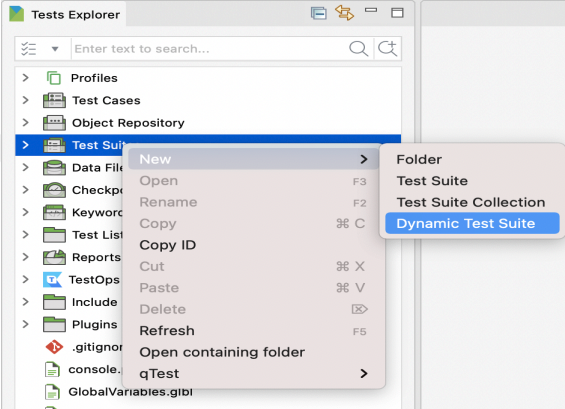 Tests Explorer
Enter text to search...
Profiles
Test Cases
Object Repository
Test Sui
Data File
Checkpo
Keyword
Test List
Reports
TestOps
Include
Plugins
.gitignor
console.
GlobalVariables.glbl
New
Open F3
Rename F2
Copy ⌘ C
Copy ID
Cut ⌘ X
Paste ⌘ V
Delete ⌦
Refresh F5
Open containing folder
qTest
Folder
Test Suite
Test Suite Collection
Dynamic Test Suite